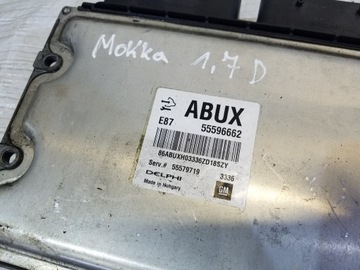 Mokka 1,7 D
ABUX
E87 55596662
86ABUXH03336ZD18SZY
Serv.# 55579719 3336
DELPHI
Made in Hungary
GM